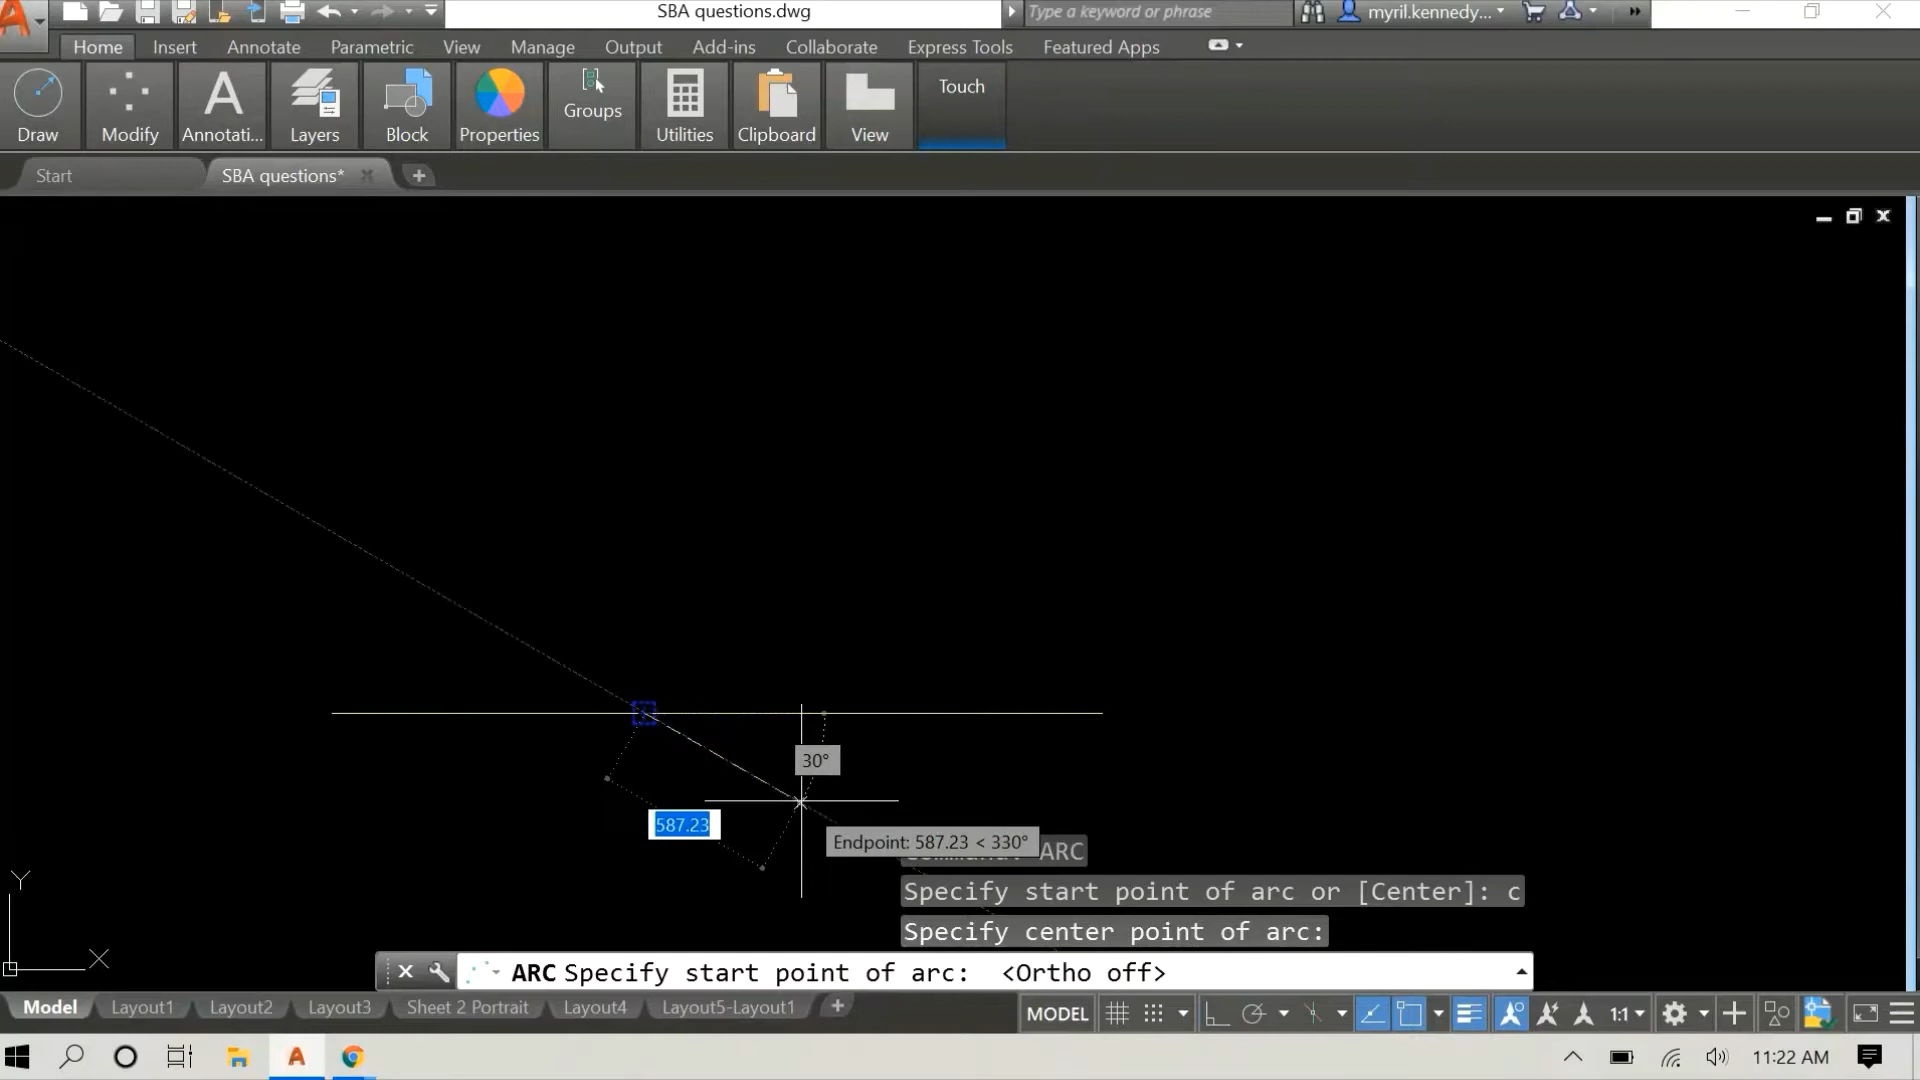 SBA questions.dwg
Type a keyword or phrase
myril.kennedy...
Home Insert Annotate Parametric View Manage Output Add-ins Collaborate Express Tools Featured Apps
Draw Modify Annotati... Layers Block Properties Groups Utilities Clipboard View Touch
Start SBA questions*
30°
587.23
Endpoint: 587.23 < 330°
ARC
Specify start point of arc or [Center]: c
Specify center point of arc:
Y
X
ARC Specify start point of arc: <Ortho off>
Model Layout1 Layout2 Layout3 Sheet 2 Portrait Layout4 Layout5-Layout1
MODEL 1:1
11:22 AM